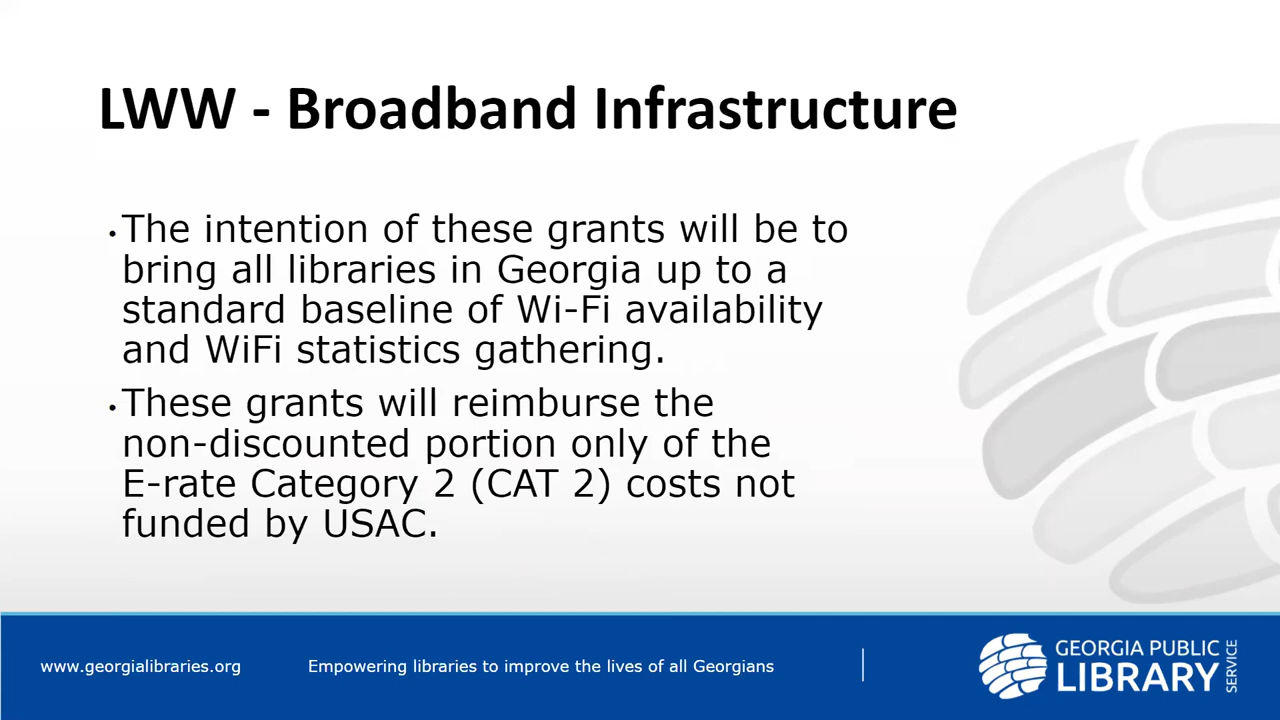 LWW - Broadband Infrastructure
•The intention of these grants will be to
bring all libraries in Georgia up to a
standard baseline of Wi-Fi availability
and WiFi statistics gathering.
•These grants will reimburse the
non-discounted portion only of the
E-rate Category 2 (CAT 2) costs not
funded by USAC.
www.georgialibraries.org
Empowering libraries to improve the lives of all Georgians
GEORGIA PUBLIC
LIBRARY
SERVICE